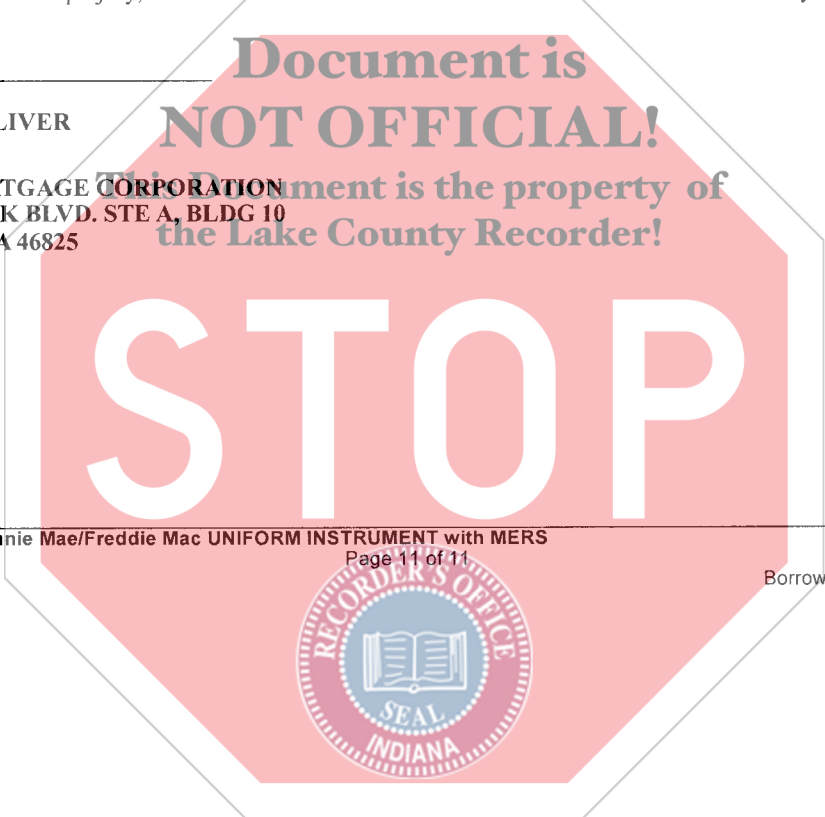 Document is
NOT OFFICIAL!
LIVER
This Document is the property of
TGAGE CORPORATION
K BLVD. STE A, BLDG 10
the Lake County Recorder!
A 46825
STOP
nnie Mae/Freddie Mac UNIFORM INSTRUMENT with MERS
Page 11 of 11
Borrow
RECORDER'S OFFICE
SEAL
INDIANA